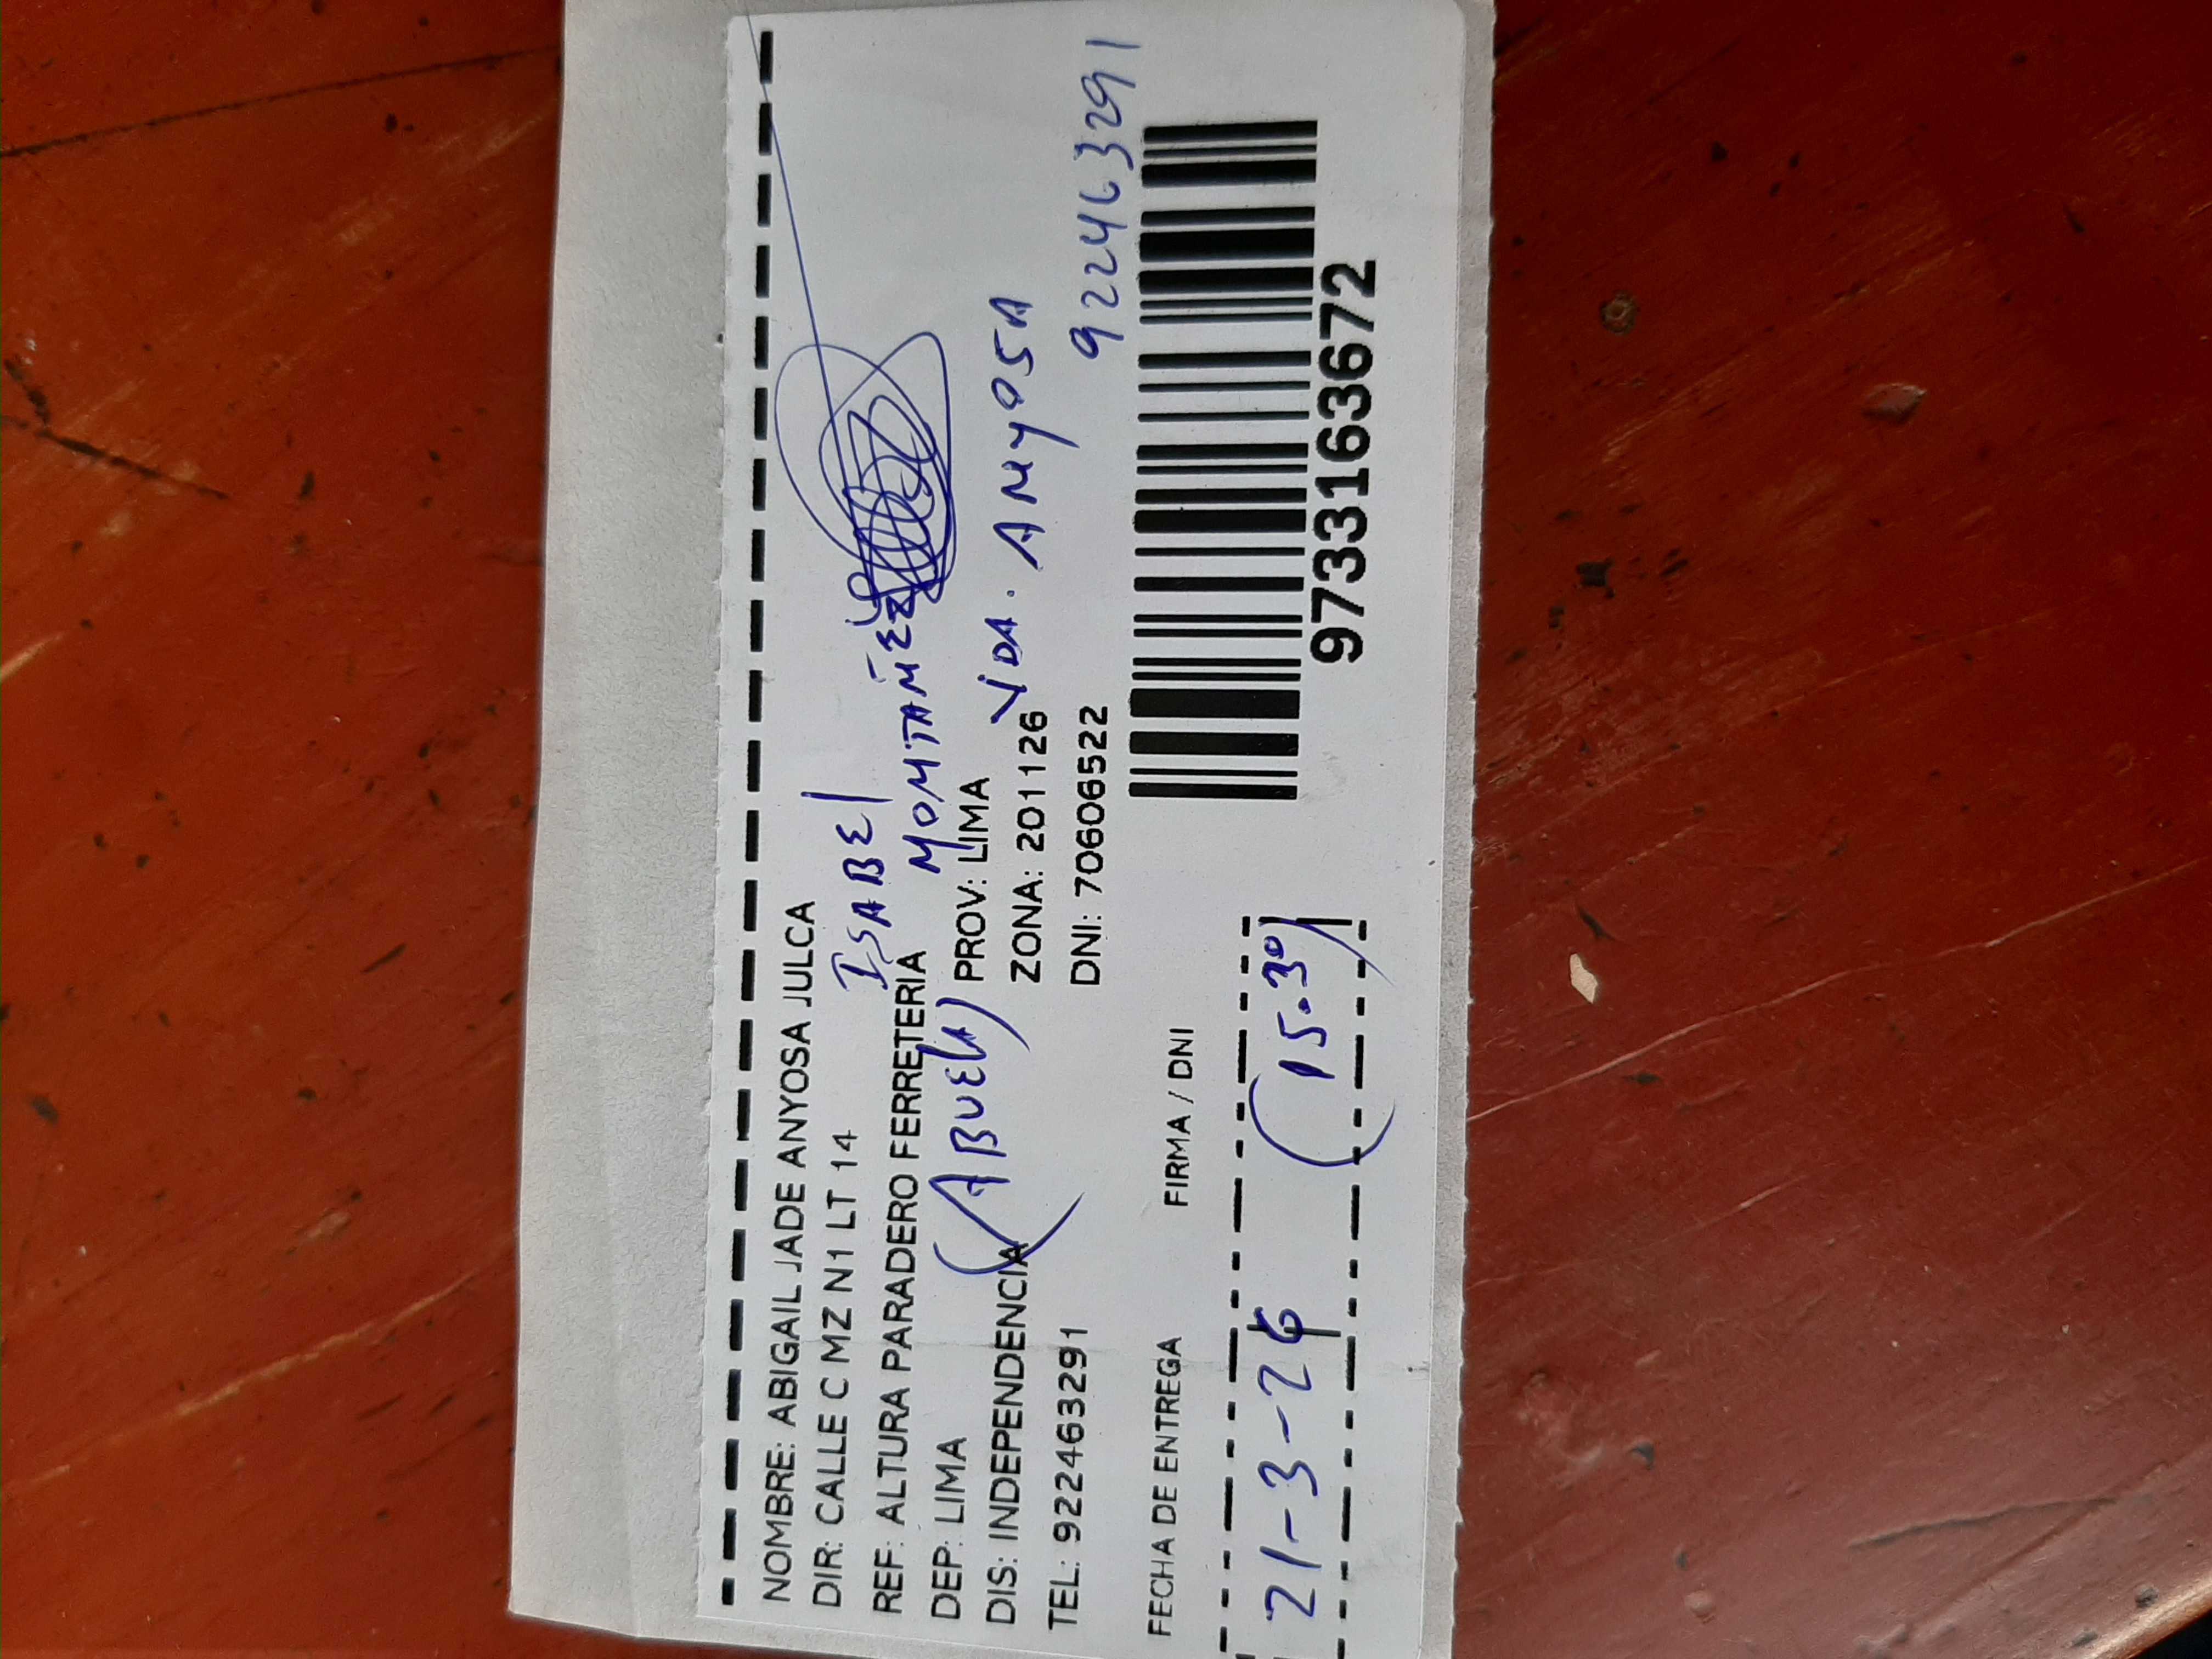 NOMBRE: ABIGAIL JADE ANYOSA JULCA
DIR: CALLE C MZ N1 LT 14
ISABEl
REF: ALTURA PARADERO FERRETERIA
MONTAÑEZ
DEP: LIMA
(ABUElA)
PROV: LIMA
DIS: INDEPENDENCIA
ZONA: 201126
VDA. ANYOSA
TEL: 922463291
DNI: 70606522
922463291
FECHA DE ENTREGA
FIRMA / DNI
21-3-26
(15.30)
97331633672